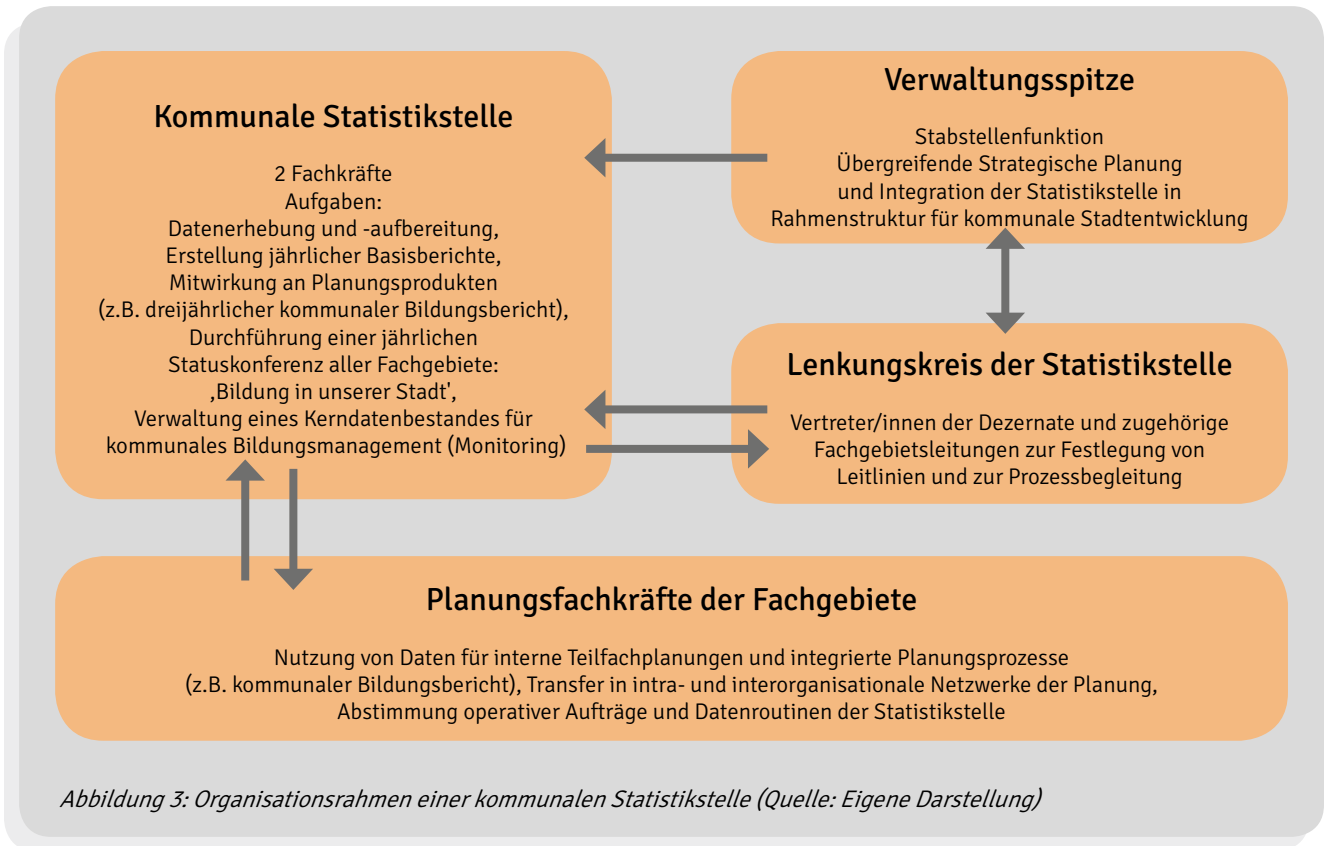 Kommunale Statistikstelle
2 Fachkräfte
Aufgaben:
Datenerhebung und -aufbereitung,
Erstellung jährlicher Basisberichte,
Mitwirkung an Planungsprodukten
(z.B. dreijährlicher kommunaler Bildungsbericht),
Durchführung einer jährlichen
Statuskonferenz aller Fachgebiete:
‚Bildung in unserer Stadt',
Verwaltung eines Kerndatenbestandes für
kommunales Bildungsmanagement (Monitoring)
Verwaltungsspitze
Stabstellenfunktion
Übergreifende Strategische Planung
und Integration der Statistikstelle in
Rahmenstruktur für kommunale Stadtentwicklung
Lenkungskreis der Statistikstelle
Vertreter/innen der Dezernate und zugehörige
Fachgebietsleitungen zur Festlegung von
Leitlinien und zur Prozessbegleitung
Planungsfachkräfte der Fachgebiete
Nutzung von Daten für interne Teilfachplanungen und integrierte Planungsprozesse
(z.B. kommunaler Bildungsbericht), Transfer in intra- und interorganisationale Netzwerke der Planung,
Abstimmung operativer Aufträge und Datenroutinen der Statistikstelle
Abbildung 3: Organisationsrahmen einer kommunalen Statistikstelle (Quelle: Eigene Darstellung)